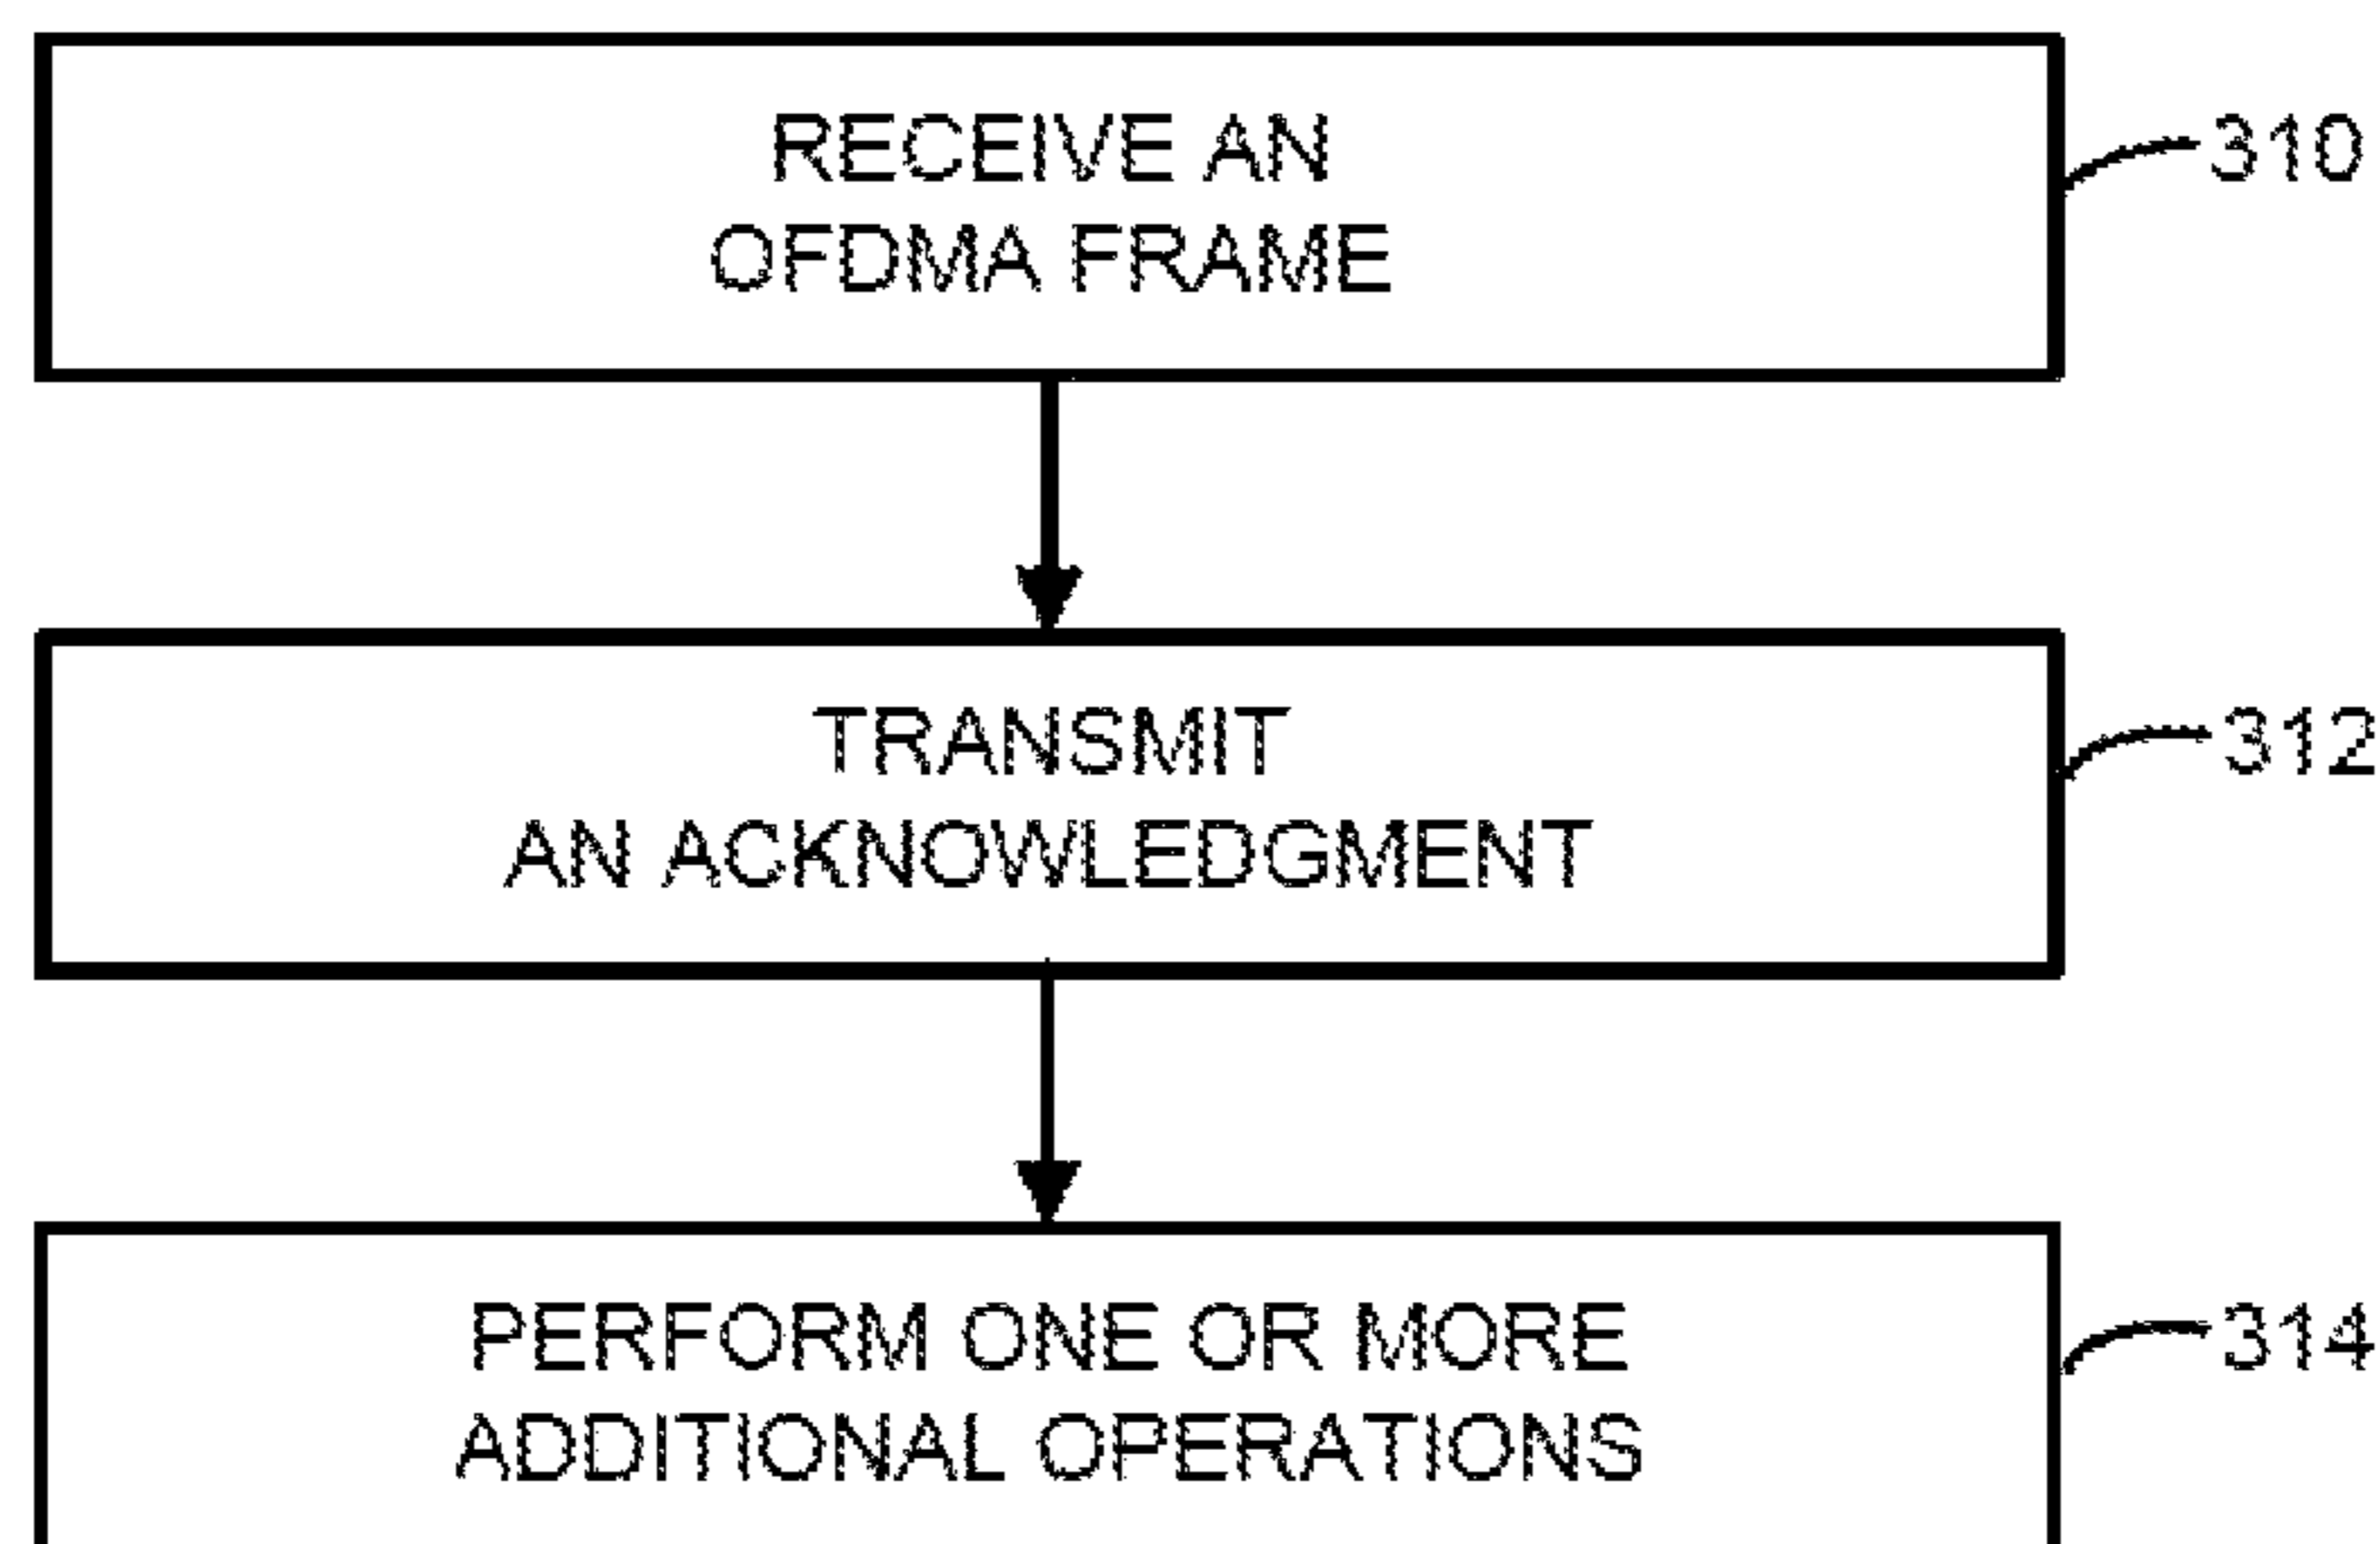 RECEIVE AN
OFDMA FRAME
310
TRANSMIT
AN ACKNOWLEDGMENT
312
PERFORM ONE OR MORE
ADDITIONAL OPERATIONS
314